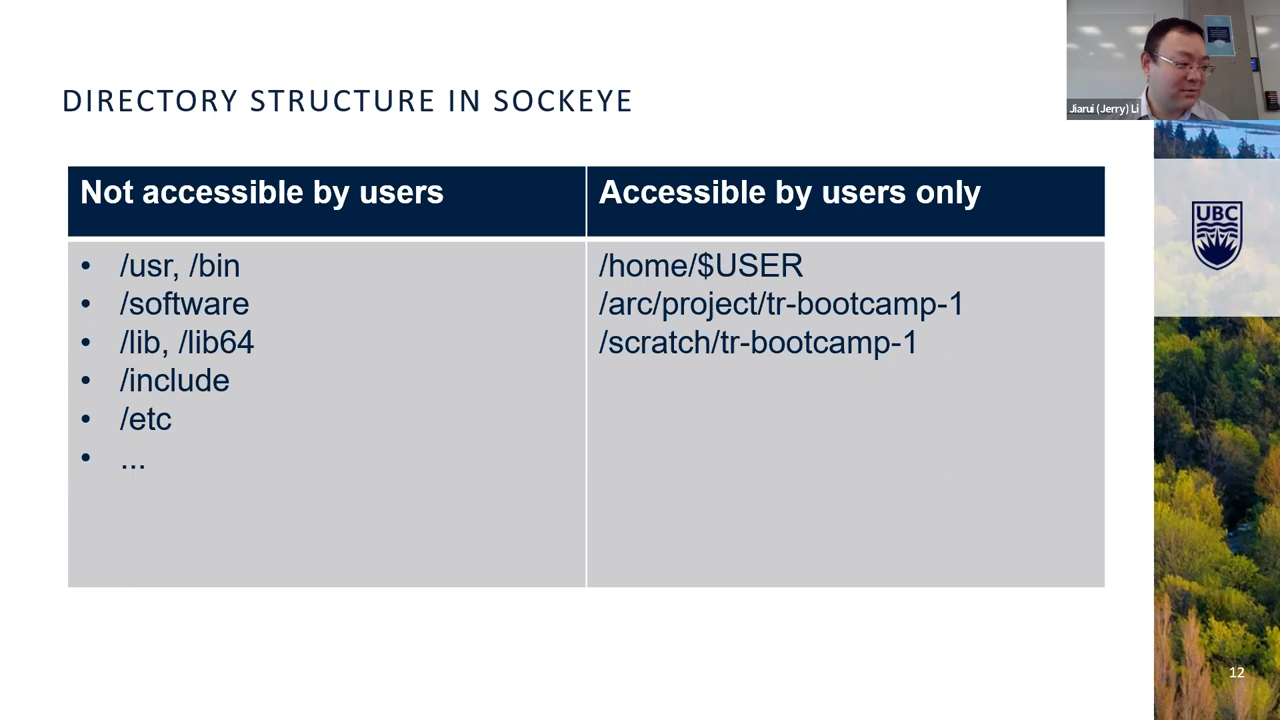 Jiarui (Jerry) Li
DIRECTORY STRUCTURE IN SOCKEYE
Not accessible by users
Accessible by users only
• /usr, /bin
• /software
• /lib, /lib64
• /include
• /etc
• ...
/home/$USER
/arc/project/tr-bootcamp-1
/scratch/tr-bootcamp-1
UBC
12